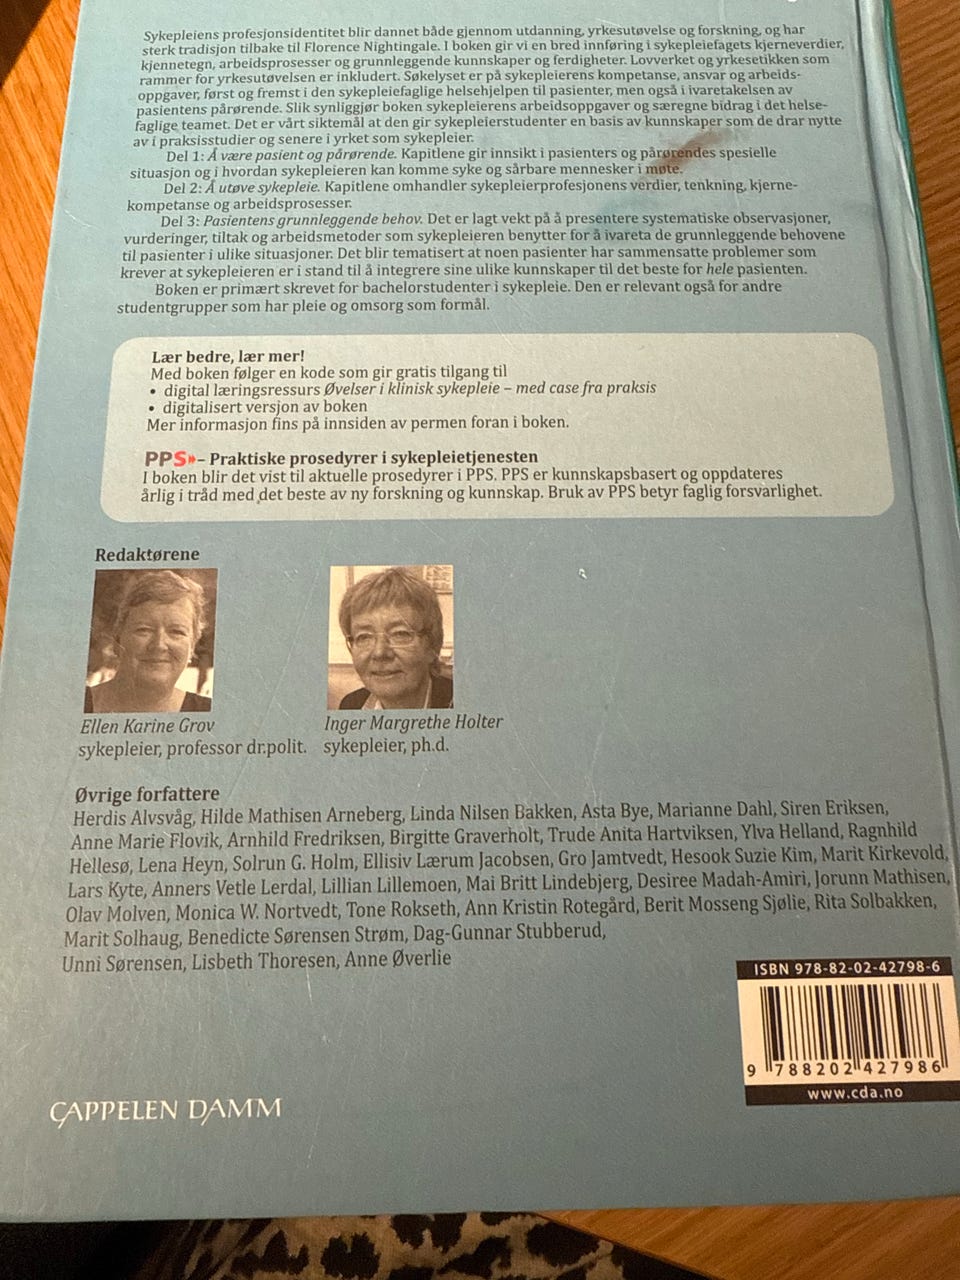 Sykepleiens profesjonsidentitet blir dannet både gjennom utdanning, yrkesutøvelse og forskning, og har
sterk tradisjon tilbake til Florence Nightingale. I boken gir vi en bred innføring i sykepleiefagets kjerneverdier,
kjennetegn, arbeidsprosesser og grunnleggende kunnskaper og ferdigheter. Lovverket og yrkesetikken som
rammer for yrkesutøvelsen er inkludert. Søkelyset er på sykepleierens kompetanse, ansvar og arbeids-
oppgaver, først og fremst i den sykepleiefaglige helsehjelpen til pasienter, men også i ivaretakelsen av
pasientens pårørende. Slik synliggjør boken sykepleierens arbeidsoppgaver og særegne bidrag i det helse-
faglige teamet. Det er vårt siktemål at den gir sykepleierstudenter en basis av kunnskaper som de drar nytte
av i praksisstudier og senere i yrket som sykepleier.
Del 1: Å være pasient og pårørende. Kapitlene gir innsikt i pasienters og pårørendes spesielle
situasjon og i hvordan sykepleieren kan komme syke og sårbare mennesker i møte.
Del 2: Å utøve sykepleie. Kapitlene omhandler sykepleierprofesjonens verdier, tenkning, kjerne-
kompetanse og arbeidsprosesser.
Del 3: Pasientens grunnleggende behov. Det er lagt vekt på å presentere systematiske observasjoner,
vurderinger, tiltak og arbeidsmetoder som sykepleieren benytter for å ivareta de grunnleggende behovene
til pasienter i ulike situasjoner. Det blir tematisert at noen pasienter har sammensatte problemer som
krever at sykepleieren er i stand til å integrere sine ulike kunnskaper til det beste for hele pasienten.
Boken er primært skrevet for bachelorstudenter i sykepleie. Den er relevant også for andre
studentgrupper som har pleie og omsorg som formål.
Lær bedre, lær mer!
Med boken følger en kode som gir gratis tilgang til
• digital læringsressurs Øvelser i klinisk sykepleie – med case fra praksis
• digitalisert versjon av boken
Mer informasjon fins på innsiden av permen foran i boken.
PPS» – Praktiske prosedyrer i sykepleietjenesten
I boken blir det vist til aktuelle prosedyrer i PPS. PPS er kunnskapsbasert og oppdateres
årlig i tråd med det beste av ny forskning og kunnskap. Bruk av PPS betyr faglig forsvarlighet.
Redaktørene
Ellen Karine Grov
sykepleier, professor dr.polit.
Inger Margrethe Holter
sykepleier, ph.d.
Øvrige forfattere
Herdis Alvsvåg, Hilde Mathisen Arneberg, Linda Nilsen Bakken, Asta Bye, Marianne Dahl, Siren Eriksen,
Anne Marie Flovik, Arnhild Fredriksen, Birgitte Graverholt, Trude Anita Hartviksen, Ylva Helland, Ragnhild
Hellesø, Lena Heyn, Solrun G. Holm, Ellisiv Lærum Jacobsen, Gro Jamtvedt, Hesook Suzie Kim, Marit Kirkevold,
Lars Kyte, Anners Vetle Lerdal, Lillian Lillemoen, Mai Britt Lindebjerg, Desiree Madah-Amiri, Jorunn Mathisen,
Olav Molven, Monica W. Nortvedt, Tone Rokseth, Ann Kristin Rotegård, Berit Mosseng Sjølie, Rita Solbakken,
Marit Solhaug, Benedicte Sørensen Strøm, Dag-Gunnar Stubberud,
Unni Sørensen, Lisbeth Thoresen, Anne Øverlie
ISBN 978-82-02-42798-6
9 788202 427986
www.cda.no
CAPPELEN DAMM